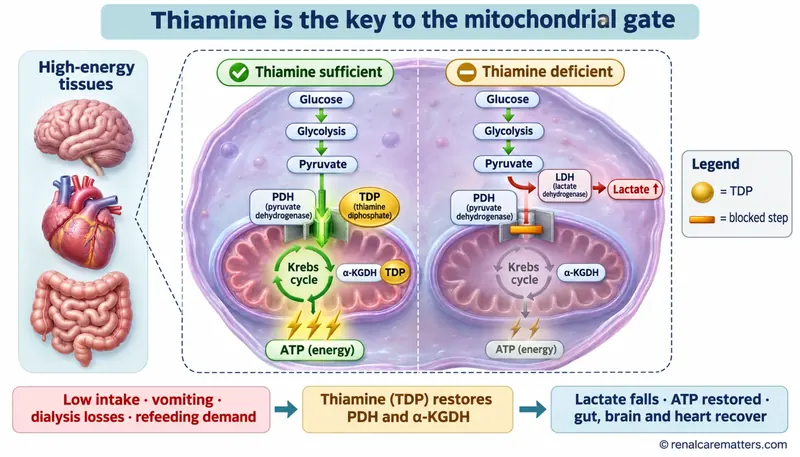 Thiamine is the key to the mitochondrial gate
High-energy
tissues
Thiamine sufficient
Glucose
Glycolysis
Pyruvate
PDH
(pyruvate
dehydrogenase)
TDP
(thiamine
diphosphate)
Krebs
cycle
α-KGDH
TDP
ATP (energy)
Thiamine deficient
Glucose
Glycolysis
Pyruvate
LDH
(lactate
dehydrogenase)
Lactate ↑
PDH
(pyruvate
dehydrogenase)
Krebs
cycle
α-KGDH
ATP (energy)
Legend
= TDP
= blocked step
Low intake · vomiting ·
dialysis losses · refeeding demand
Thiamine (TDP) restores
PDH and α-KGDH
Lactate falls · ATP restored ·
gut, brain and heart recover
© renalcarematters.com